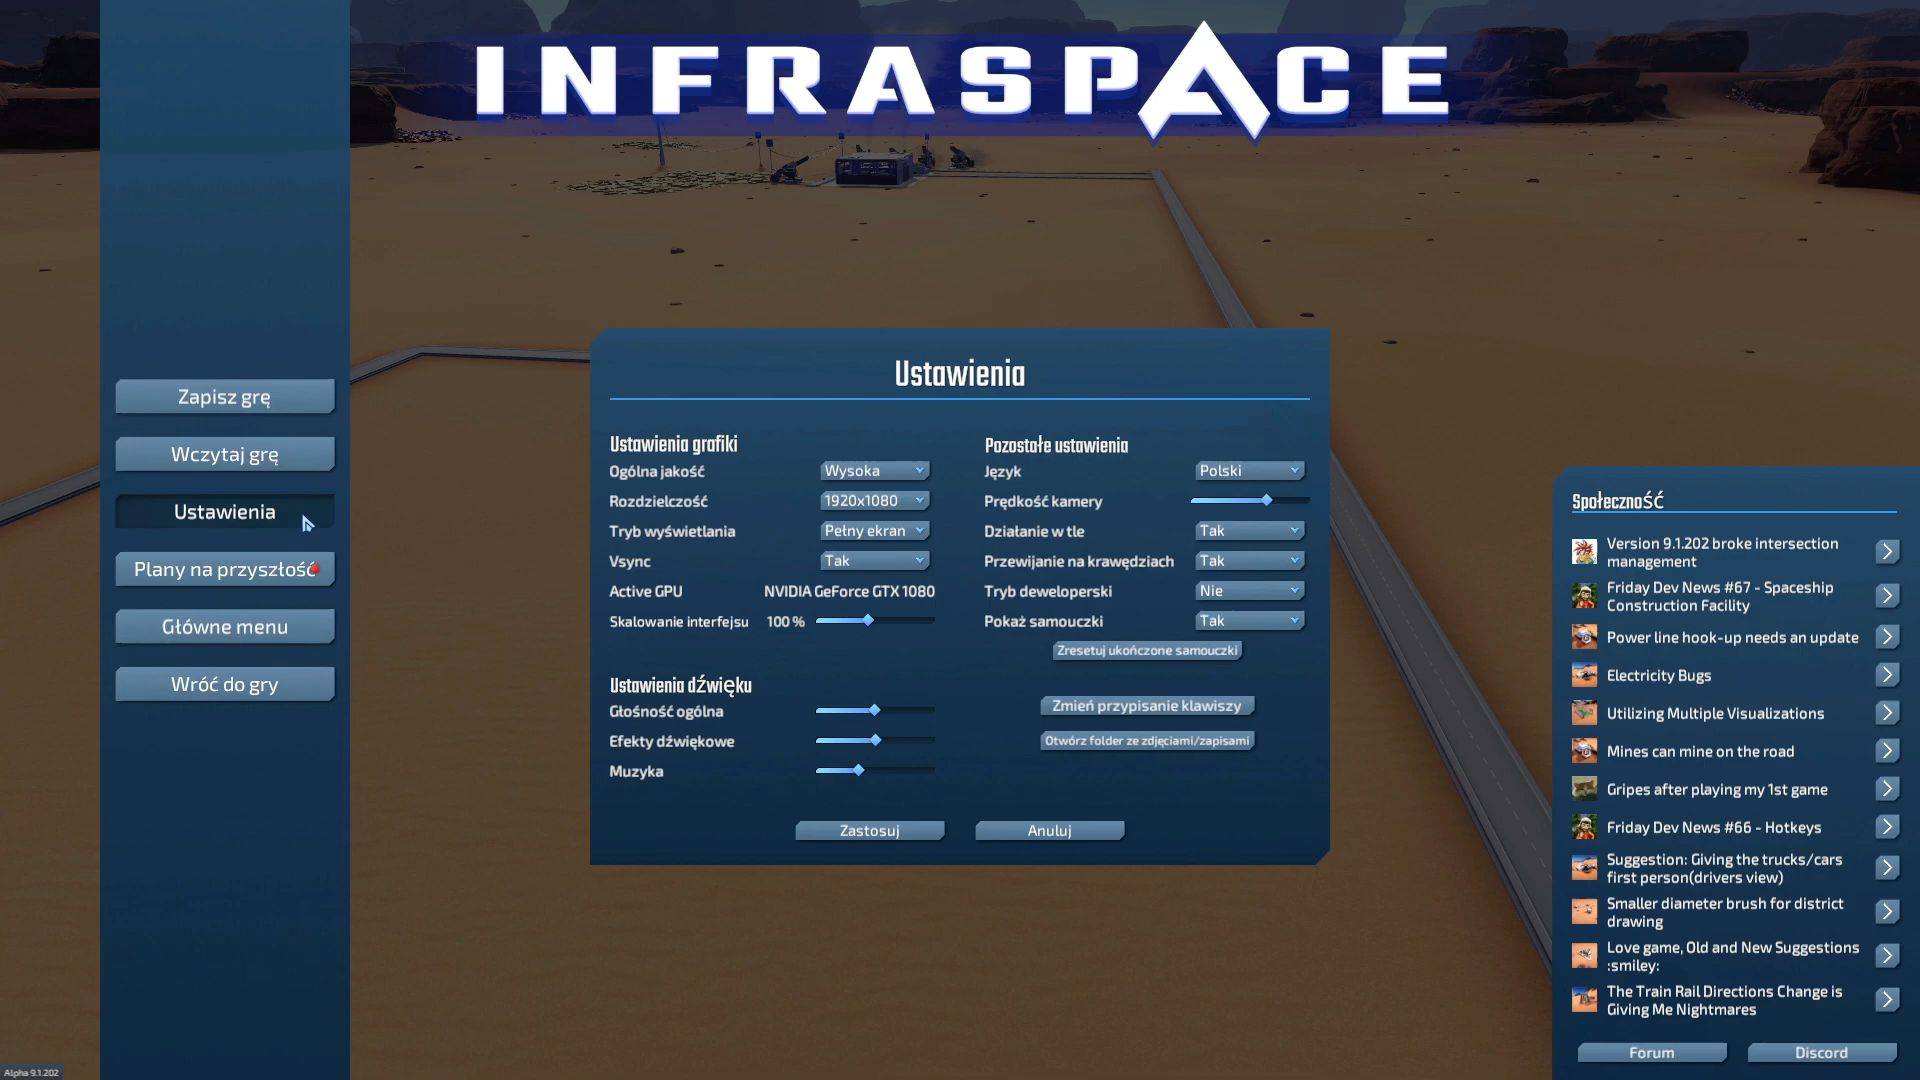 INFRASPACE
Zapisz grę
Wczytaj grę
Ustawienia
Plany na przyszłość
Główne menu
Wróć do gry
Ustawienia
Ustawienia grafiki
Ogólna jakość Wysoka
Rozdzielczość 1920x1080
Tryb wyświetlania Pełny ekran
Vsync Tak
Active GPU NVIDIA GeForce GTX 1080
Skalowanie interfejsu 100 %
Ustawienia dźwięku
Głośność ogólna
Efekty dźwiękowe
Muzyka
Pozostałe ustawienia
Język Polski
Prędkość kamery
Działanie w tle Tak
Przewijanie na krawędziach Tak
Tryb deweloperski Nie
Pokaż samouczki Tak
Zresetuj ukończone samouczki
Zmień przypisanie klawiszy
Otwórz folder ze zdjęciami/zapisami
Zastosuj Anuluj
Społeczność
Version 9.1.202 broke intersection
management
Friday Dev News #67 - Spaceship
Construction Facility
Power line hook-up needs an update
Electricity Bugs
Utilizing Multiple Visualizations
Mines can mine on the road
Gripes after playing my 1st game
Friday Dev News #66 - Hotkeys
Suggestion: Giving the trucks/cars
first person(drivers view)
Smaller diameter brush for district
drawing
Love game, Old and New Suggestions
:smiley:
The Train Rail Directions Change is
Giving Me Nightmares
Forum Discord
Alpha 9.1.202